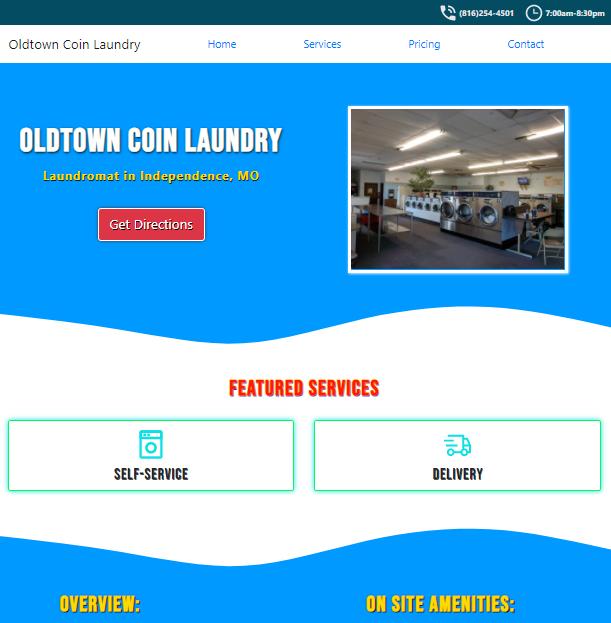 (816)254-4501 7:00am-8:30pm
Oldtown Coin Laundry Home Services Pricing Contact
OLDTOWN COIN LAUNDRY
Laundromat in Independence, MO
Get Directions
FEATURED SERVICES
SELF-SERVICE DELIVERY
OVERVIEW: ON SITE AMENITIES: